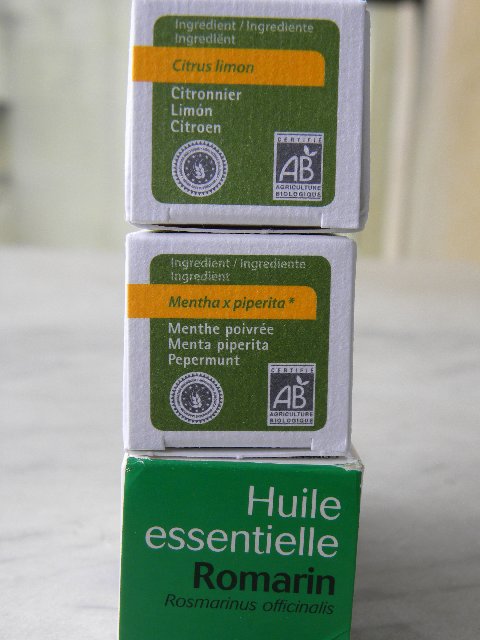 Ingredient / Ingrediente
Ingrediënt
Citrus limon
Citronnier
Limón
Citroen
CERTIFIÉ
AB
AGRICULTURE
BIOLOGIQUE
Ingredient / Ingrediente
Ingrediënt
Mentha x piperita *
Menthe poivrée
Menta piperita
Pepermunt
CERTIFIÉ
AB
AGRICULTURE
BIOLOGIQUE
Huile
essentielle
Romarin
Rosmarinus officinalis